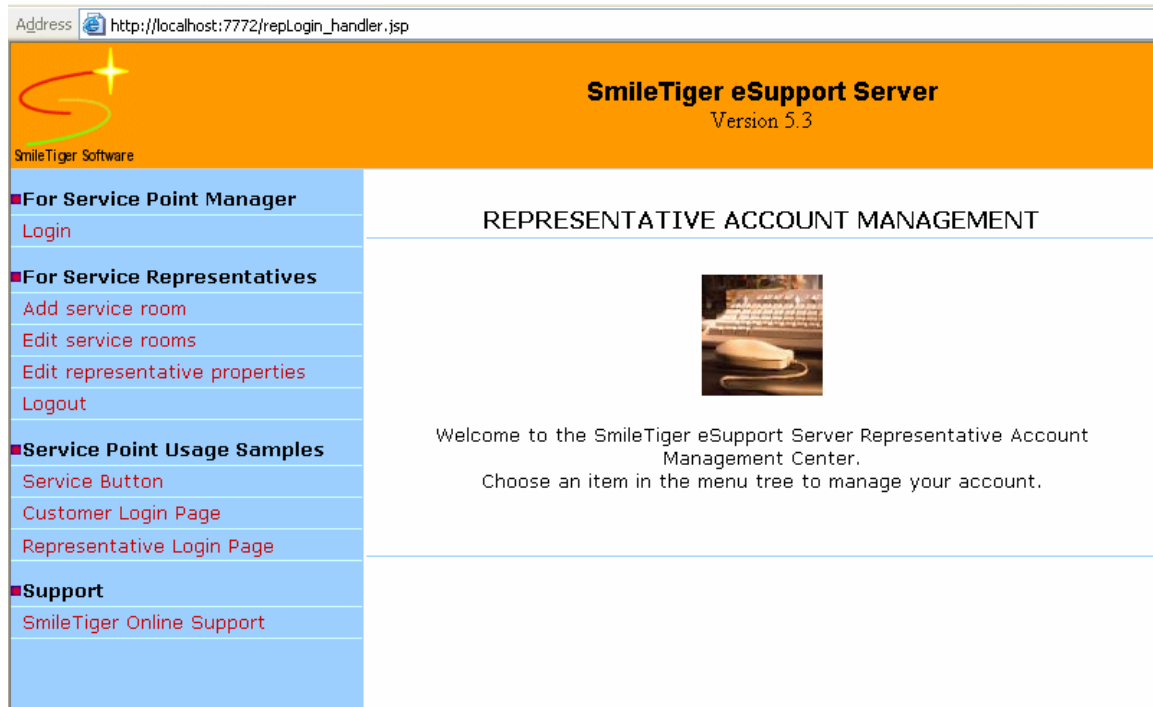 Address http://localhost:7772/repLogin_handler.jsp
SmileTiger Software
SmileTiger eSupport Server
Version 5.3
For Service Point Manager
Login
For Service Representatives
Add service room
Edit service rooms
Edit representative properties
Logout
Service Point Usage Samples
Service Button
Customer Login Page
Representative Login Page
Support
SmileTiger Online Support
REPRESENTATIVE ACCOUNT MANAGEMENT
Welcome to the SmileTiger eSupport Server Representative Account
Management Center.
Choose an item in the menu tree to manage your account.